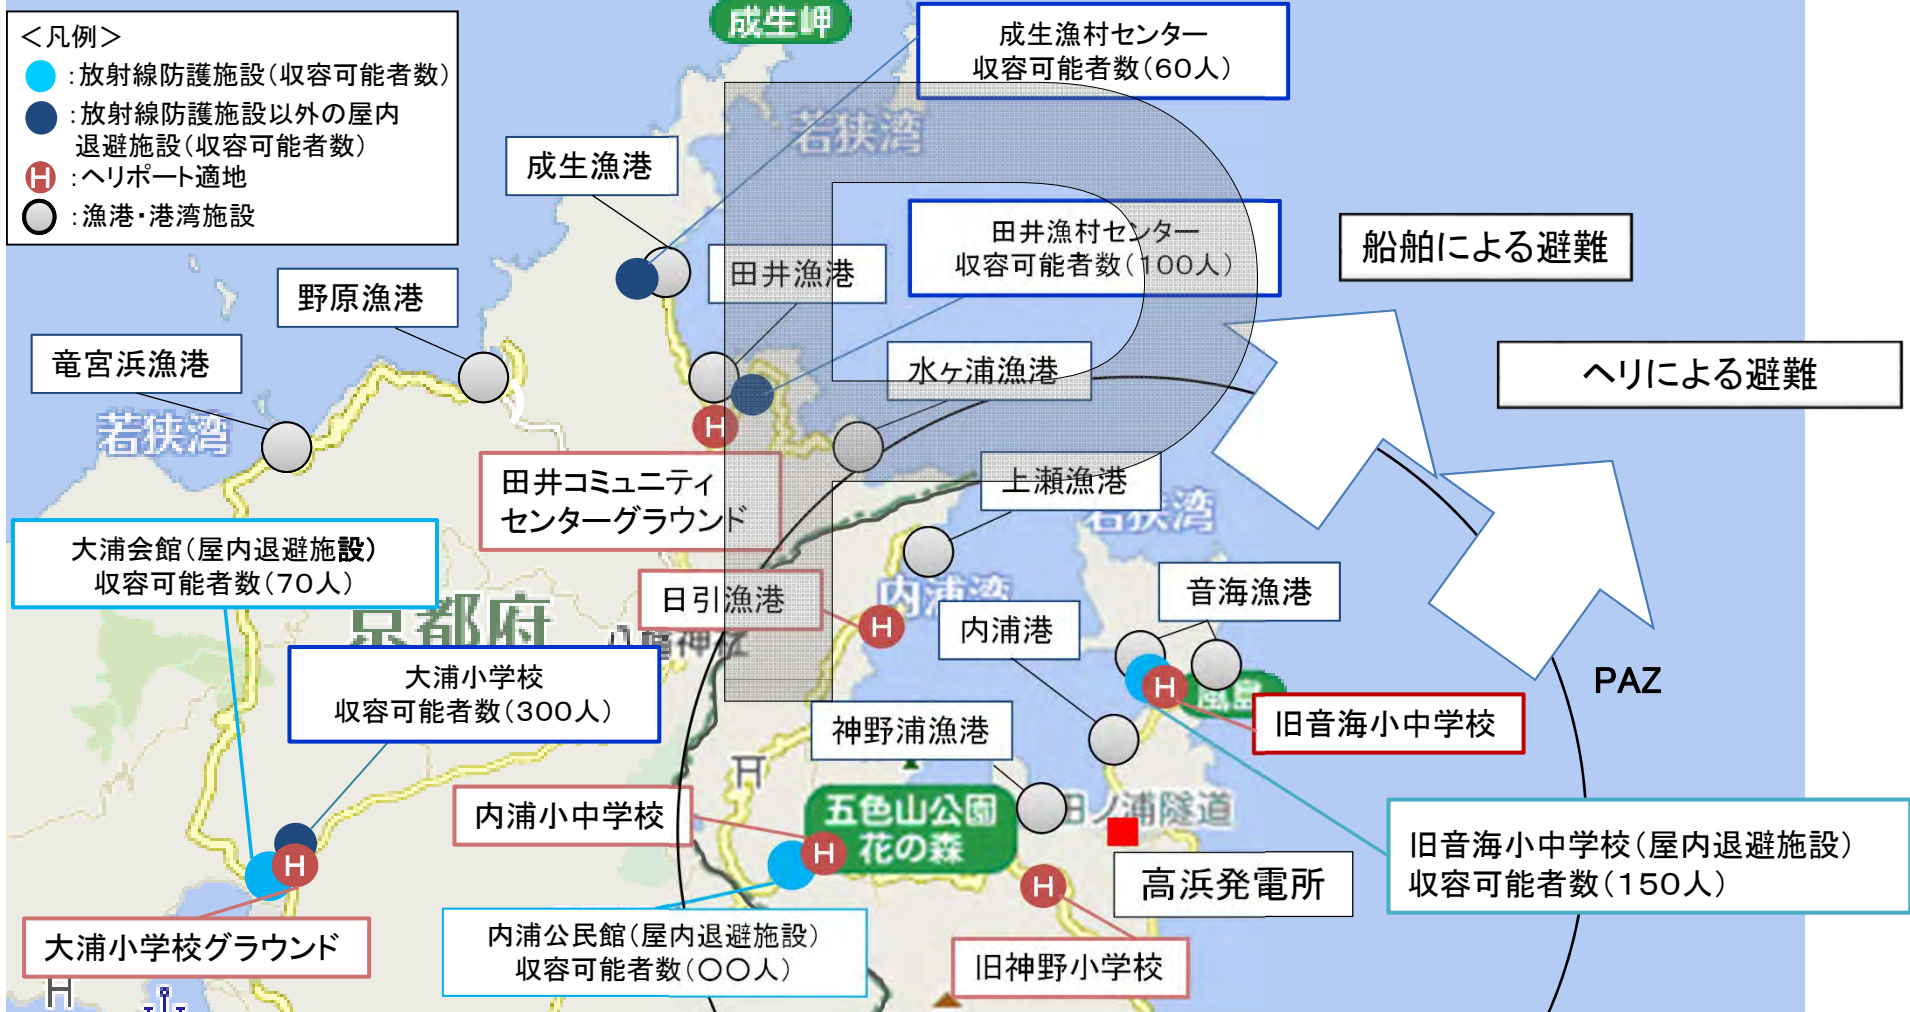 ＜凡例＞
：放射線防護施設（収容可能者数）
：放射線防護施設以外の屋内
退避施設（収容可能者数）
H：ヘリポート適地
：漁港・港湾施設
成生岬
成生漁村センター
収容可能者数（６０人）
若狭湾
成生漁港
田井漁村センター
収容可能者数（１００人）
船舶による避難
田井漁港
野原漁港
竜宮浜漁港
水ヶ浦漁港
ヘリによる避難
若狭湾
H
田井コミュニティ
センターグラウンド
上瀬漁港
若狭湾
大浦会館（屋内退避施設）
収容可能者数（７０人）
日引漁港
内浦湾
H
音海漁港
京都府
八幡神社
内浦港
大浦小学校
収容可能者数（３００人）
PAZ
H
旧音海小中学校
神野浦漁港
内浦小中学校
五色山公園
花の森
ノ浦隧道
H
H
H
高浜発電所
旧音海小中学校（屋内退避施設）
収容可能者数（１５０人）
大浦小学校グラウンド
内浦公民館（屋内退避施設）
収容可能者数（〇〇人）
旧神野小学校
P